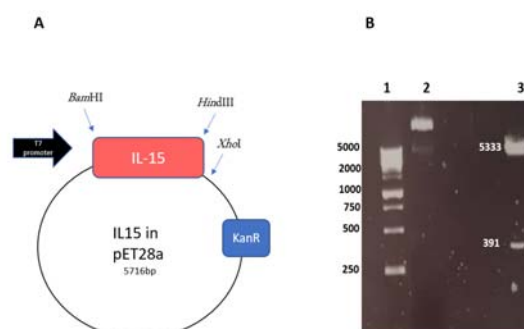 A
BamHI
HindIII
T7
promoter
IL-15
XhoI
IL15 in
pET28a
5716bp
KanR
B
1 2 3
5000
5333
2000
1000
750
500
391
250